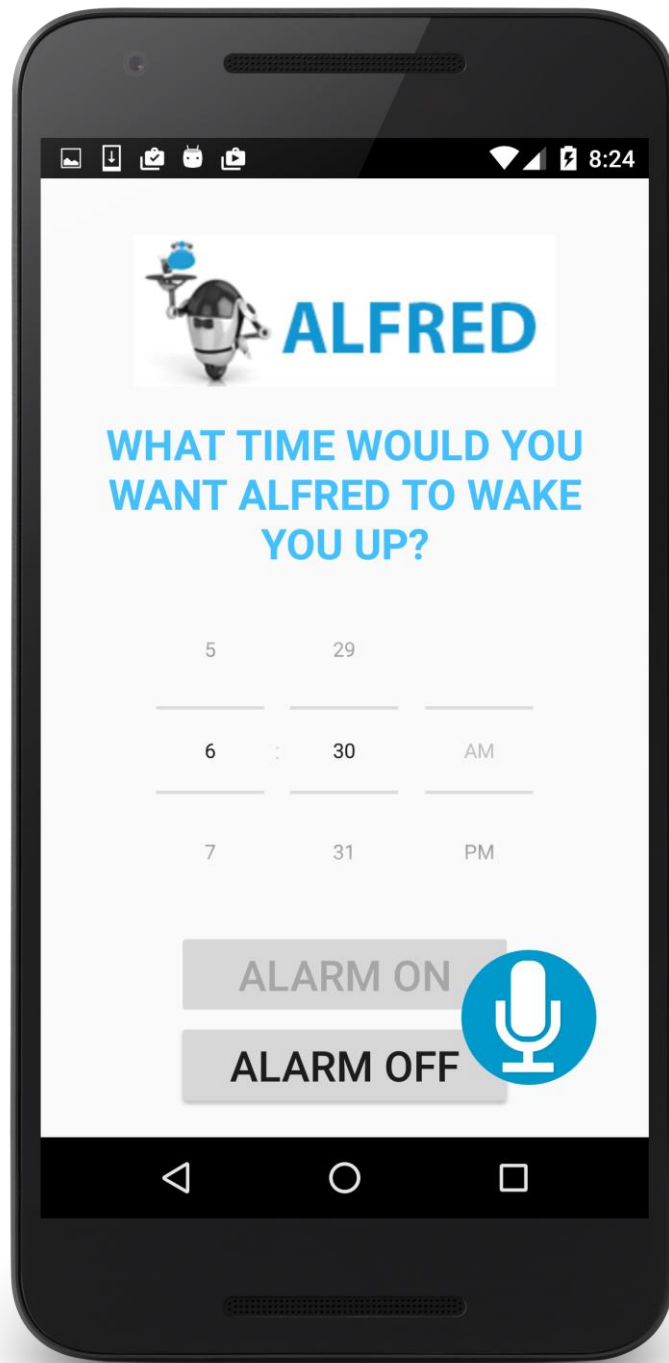 8:24
ALFRED
WHAT TIME WOULD YOU
WANT ALFRED TO WAKE
YOU UP?
5 29
6 : 30 AM
7 31 PM
ALARM ON
ALARM OFF